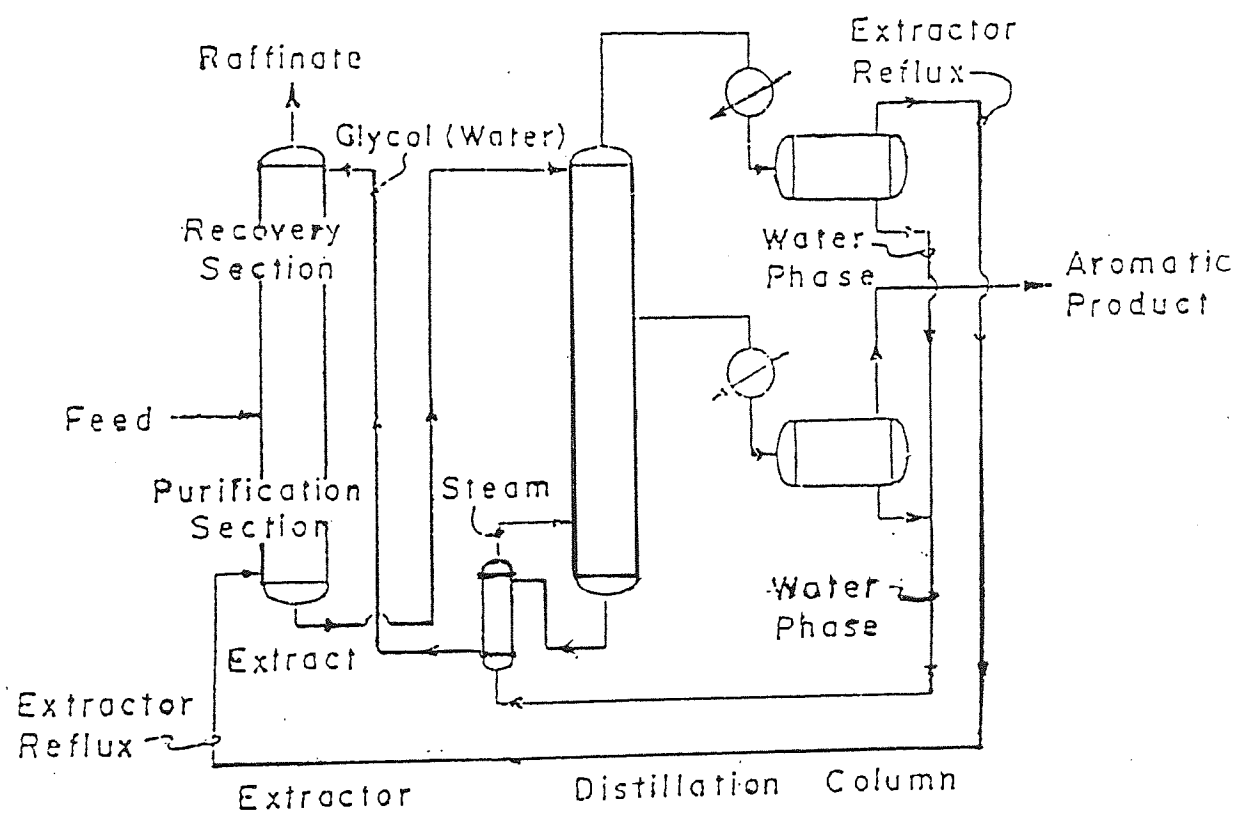 Extractor
Reflux
Raffinate
Glycol (Water)
Recovery
Section
Water
Phase
Aromatic
Product
Feed
Purification
Section
Steam
Water
Phase
Extract
Extractor
Reflux
Extractor
Distillation Column